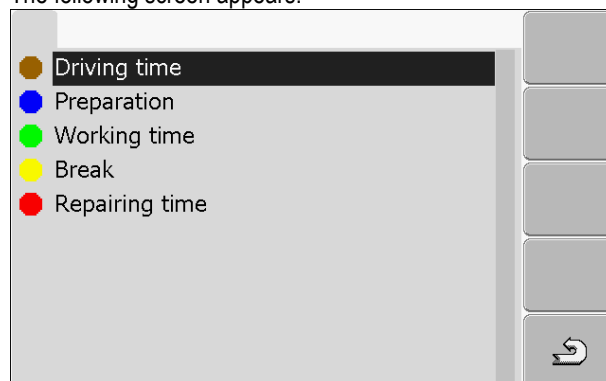 The following screen appears:
Driving time
Preparation
Working time
Break
Repairing time